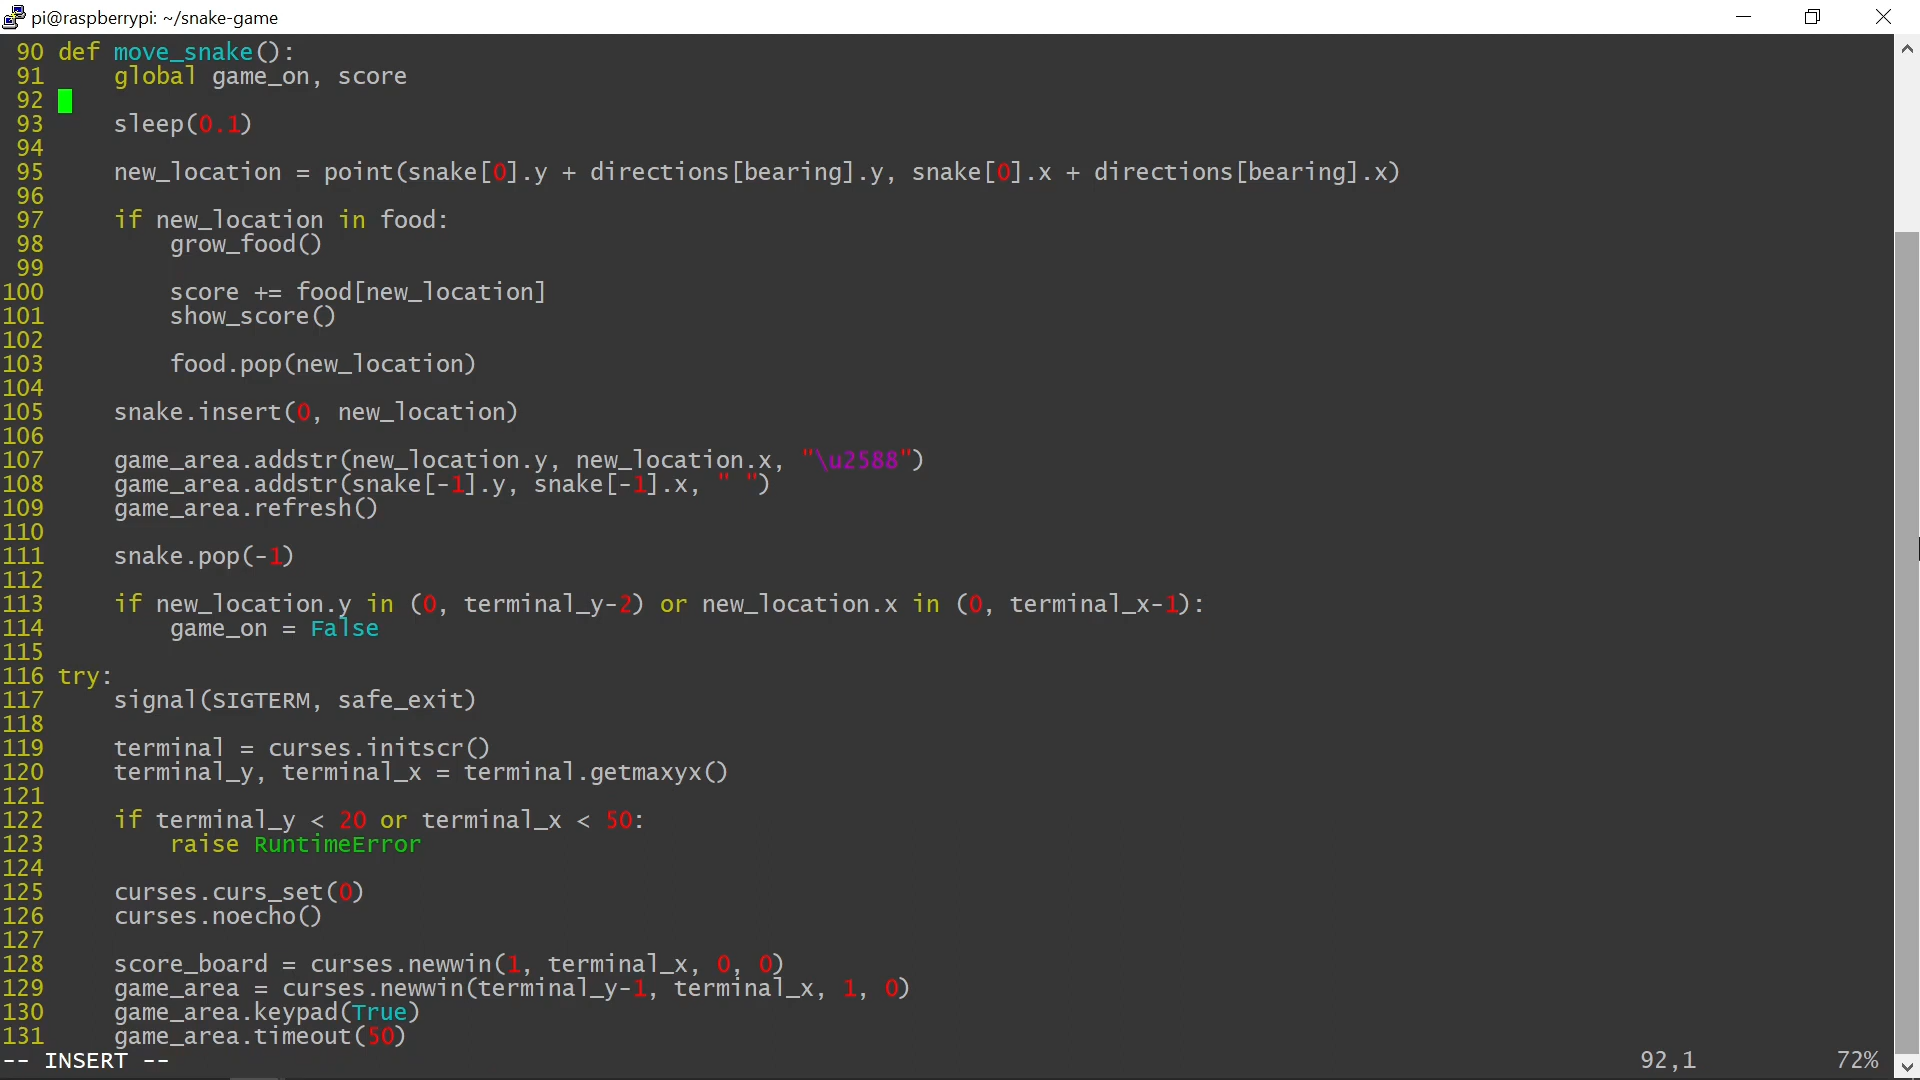 pi@raspberrypi: ~/snake-game
90 def move_snake():
91     global game_on, score
92
93     sleep(0.1)
94
95     new_location = point(snake[0].y + directions[bearing].y, snake[0].x + directions[bearing].x)
96
97     if new_location in food:
98         grow_food()
99
100         score += food[new_location]
101         show_score()
102
103         food.pop(new_location)
104
105     snake.insert(0, new_location)
106
107     game_area.addstr(new_location.y, new_location.x, "\u2588")
108     game_area.addstr(snake[-1].y, snake[-1].x, " ")
109     game_area.refresh()
110
111     snake.pop(-1)
112
113     if new_location.y in (0, terminal_y-2) or new_location.x in (0, terminal_x-1):
114         game_on = False
115
116 try:
117     signal(SIGTERM, safe_exit)
118
119     terminal = curses.initscr()
120     terminal_y, terminal_x = terminal.getmaxyx()
121
122     if terminal_y < 20 or terminal_x < 50:
123         raise RuntimeError
124
125     curses.curs_set(0)
126     curses.noecho()
127
128     score_board = curses.newwin(1, terminal_x, 0, 0)
129     game_area = curses.newwin(terminal_y-1, terminal_x, 1, 0)
130     game_area.keypad(True)
131     game_area.timeout(50)
-- INSERT -- 92,1 72%